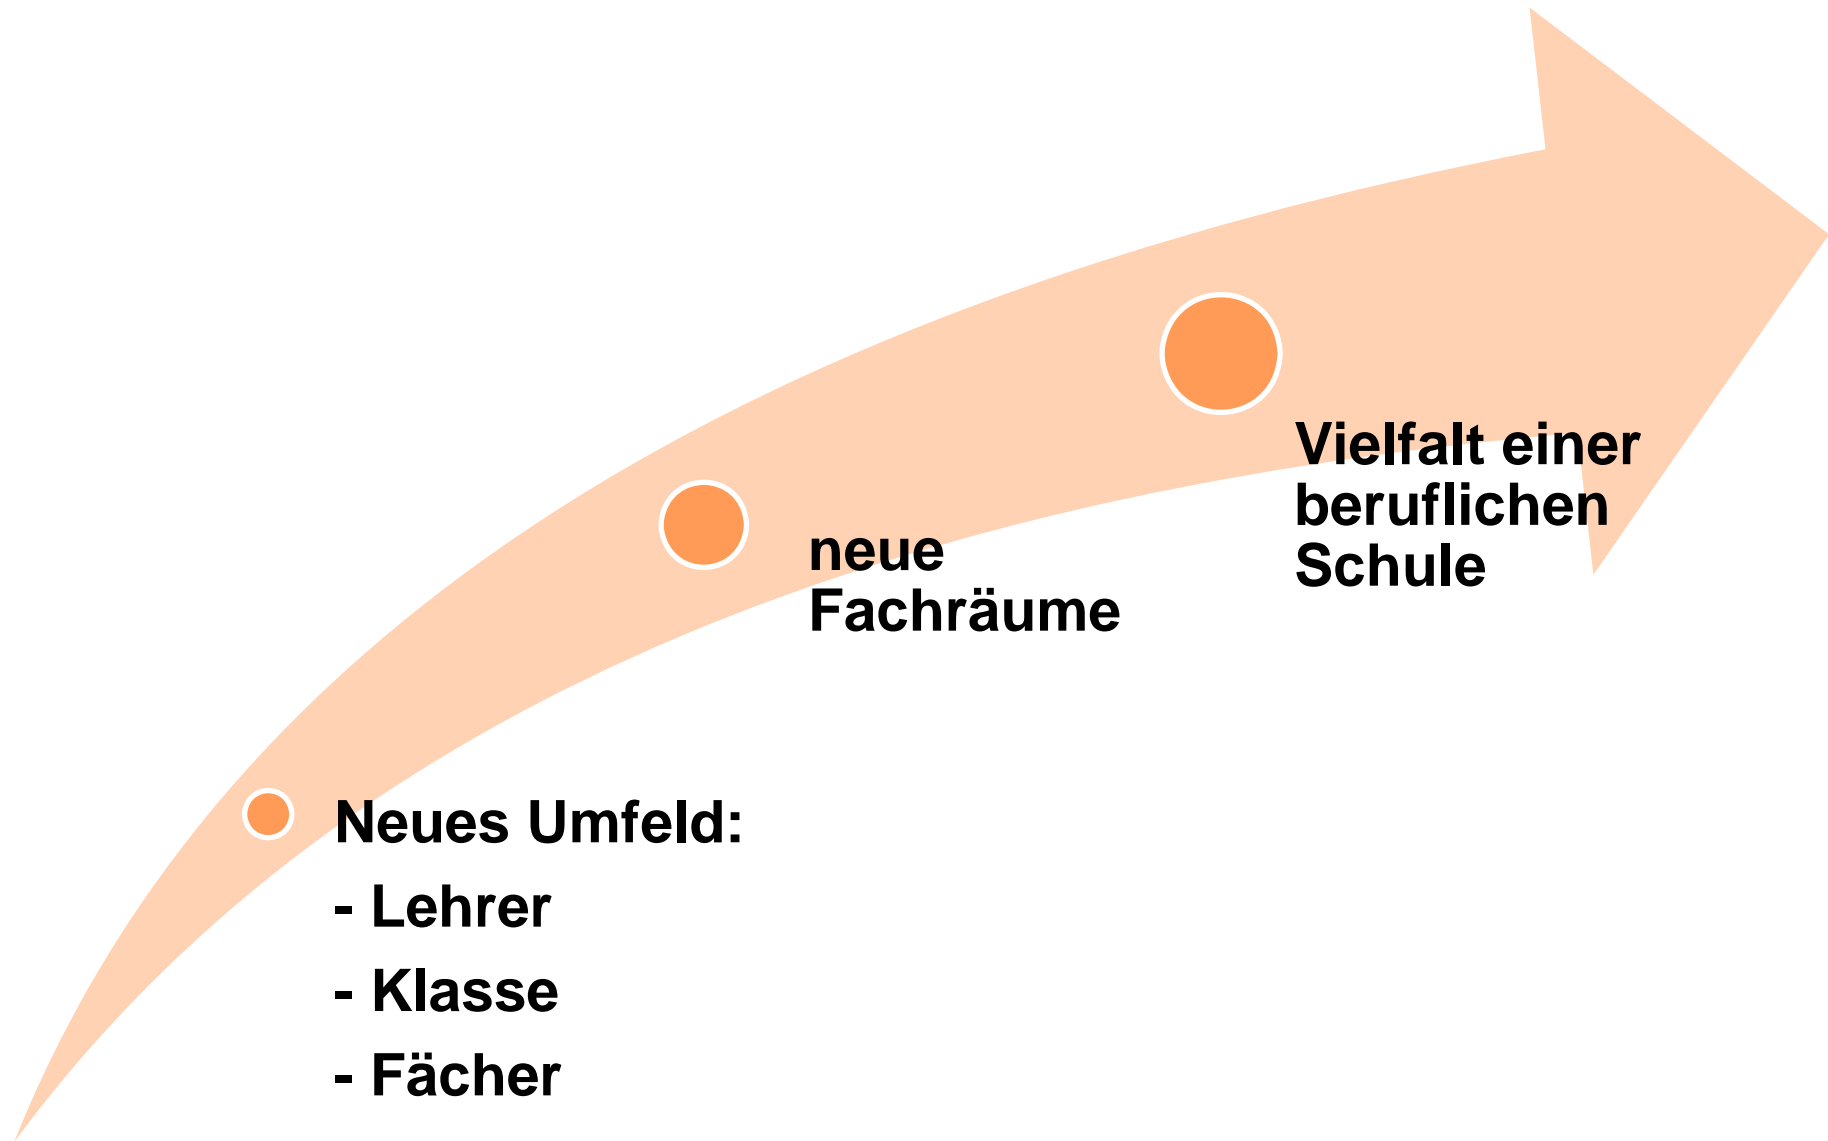 Neues Umfeld:
- Lehrer
- Klasse
- Fächer
neue
Fachräume
Vielfalt einer
beruflichen
Schule